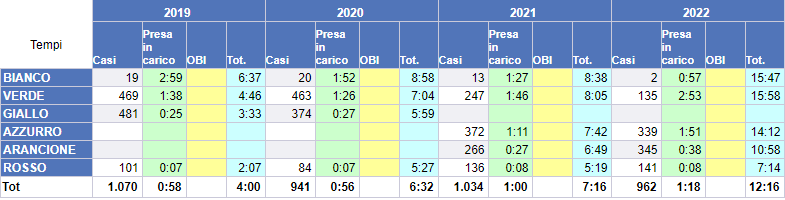 2019 2020 2021 2022
Tempi Casi Presa in carico OBI Tot. Casi Presa in carico OBI Tot. Casi Presa in carico OBI Tot. Casi Presa in carico OBI Tot.
BIANCO 19 2:59 6:37 20 1:52 8:58 13 1:27 8:38 2 0:57 15:47
VERDE 469 1:38 4:46 463 1:26 7:04 247 1:46 8:05 135 2:53 15:58
GIALLO 481 0:25 3:33 374 0:27 5:59
AZZURRO 372 1:11 7:42 339 1:51 14:12
ARANCIONE 266 0:27 6:49 345 0:38 10:58
ROSSO 101 0:07 2:07 84 0:07 5:27 136 0:08 5:19 141 0:08 7:14
Tot 1.070 0:58 4:00 941 0:56 6:32 1.034 1:00 7:16 962 1:18 12:16